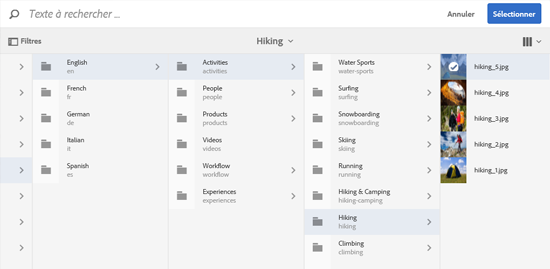 Texte à rechercher ...
Annuler
Sélectionner
Filtres
Hiking
English
en
French
fr
German
de
Italian
it
Spanish
es
Activities
activities
People
people
Products
products
Videos
videos
Workflow
workflow
Experiences
experiences
Water Sports
water-sports
Surfing
surfing
Snowboarding
snowboarding
Skiing
skiing
Running
running
Hiking & Camping
hiking-camping
Hiking
hiking
Climbing
climbing
hiking_5.jpg
hiking_4.jpg
hiking_3.jpg
hiking_2.jpg
hiking_1.jpg